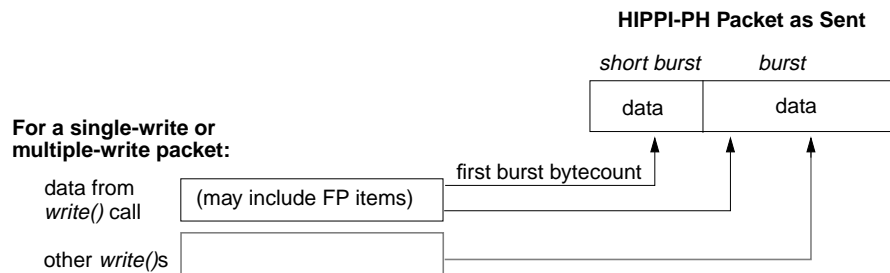 HIPPI-PH Packet as Sent
short burst
burst
data
data
For a single-write or
multiple-write packet:
first burst bytecount
data from
write() call
(may include FP items)
other write()s